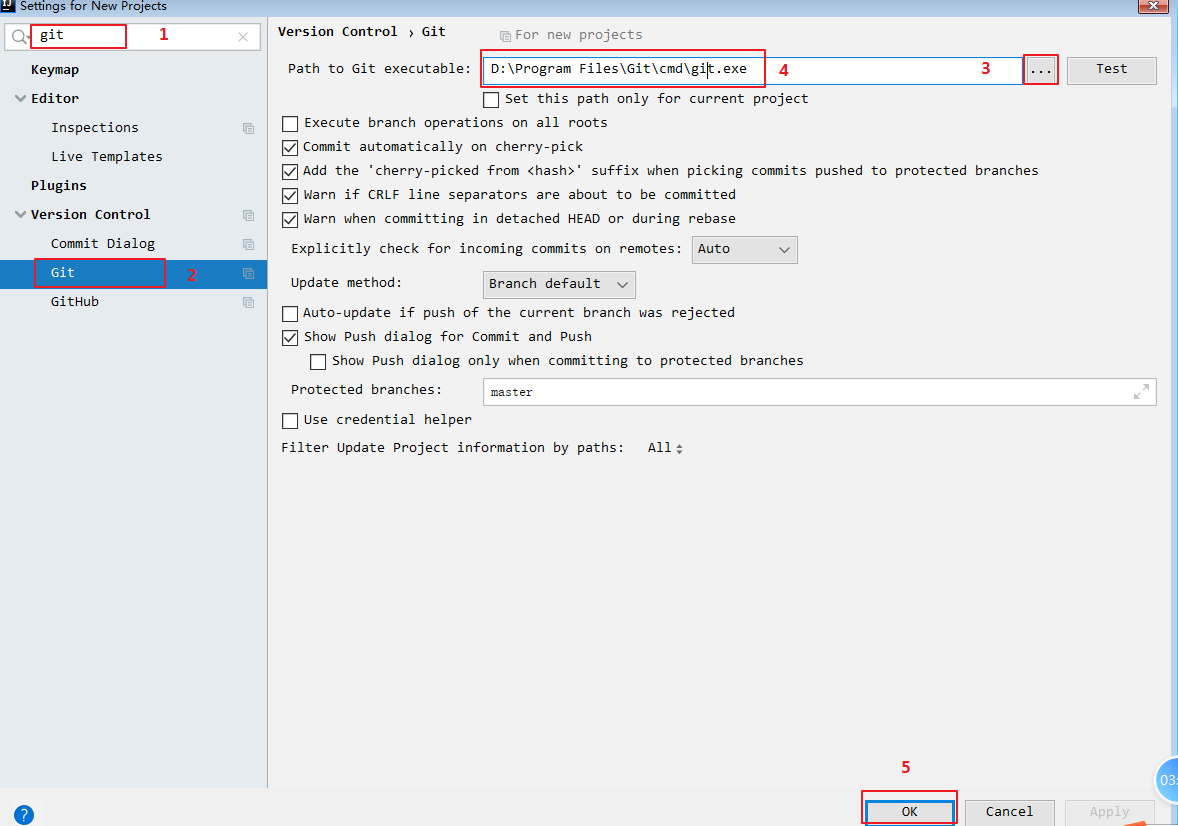 Settings for New Projects
git
1
Version Control › Git
For new projects
Keymap
Path to Git executable:
D:\Program Files\Git\cmd\git.exe
4
3
...
Test
Editor
Set this path only for current project
Inspections
Execute branch operations on all roots
Live Templates
Commit automatically on cherry-pick
Plugins
Add the 'cherry-picked from <hash>' suffix when picking commits pushed to protected branches
Version Control
Warn if CRLF line separators are about to be committed
Commit Dialog
Warn when committing in detached HEAD or during rebase
Git
2
Explicitly check for incoming commits on remotes:
Auto
GitHub
Update method:
Branch default
Auto-update if push of the current branch was rejected
Show Push dialog for Commit and Push
Show Push dialog only when committing to protected branches
Protected branches:
master
Use credential helper
Filter Update Project information by paths:
All
5
03:
?
OK
Cancel
Apply